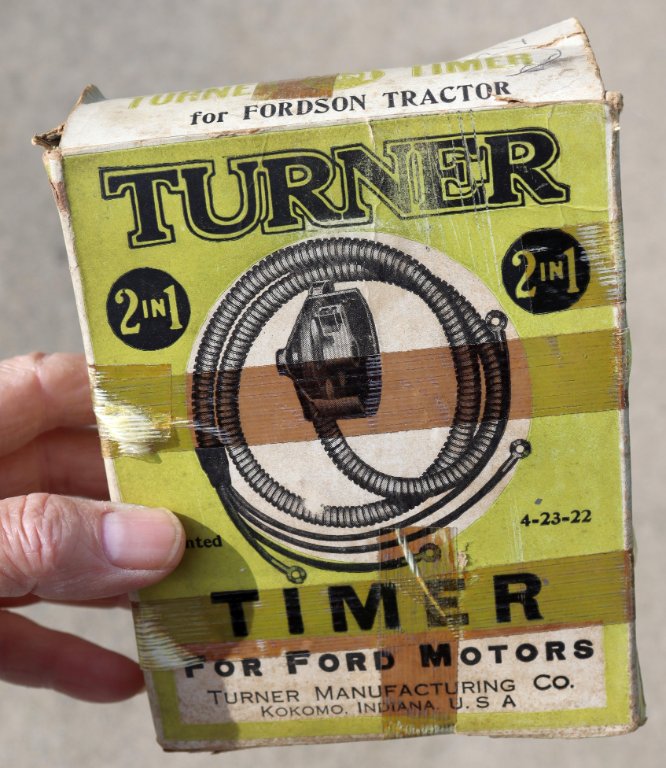 TURNER TIMER
for FORDSON TRACTOR
TURNER
2 IN 1
2 IN 1
4-23-22
TIMER
FOR FORD MOTORS
TURNER MANUFACTURING CO.
KOKOMO, INDIANA, U.S A